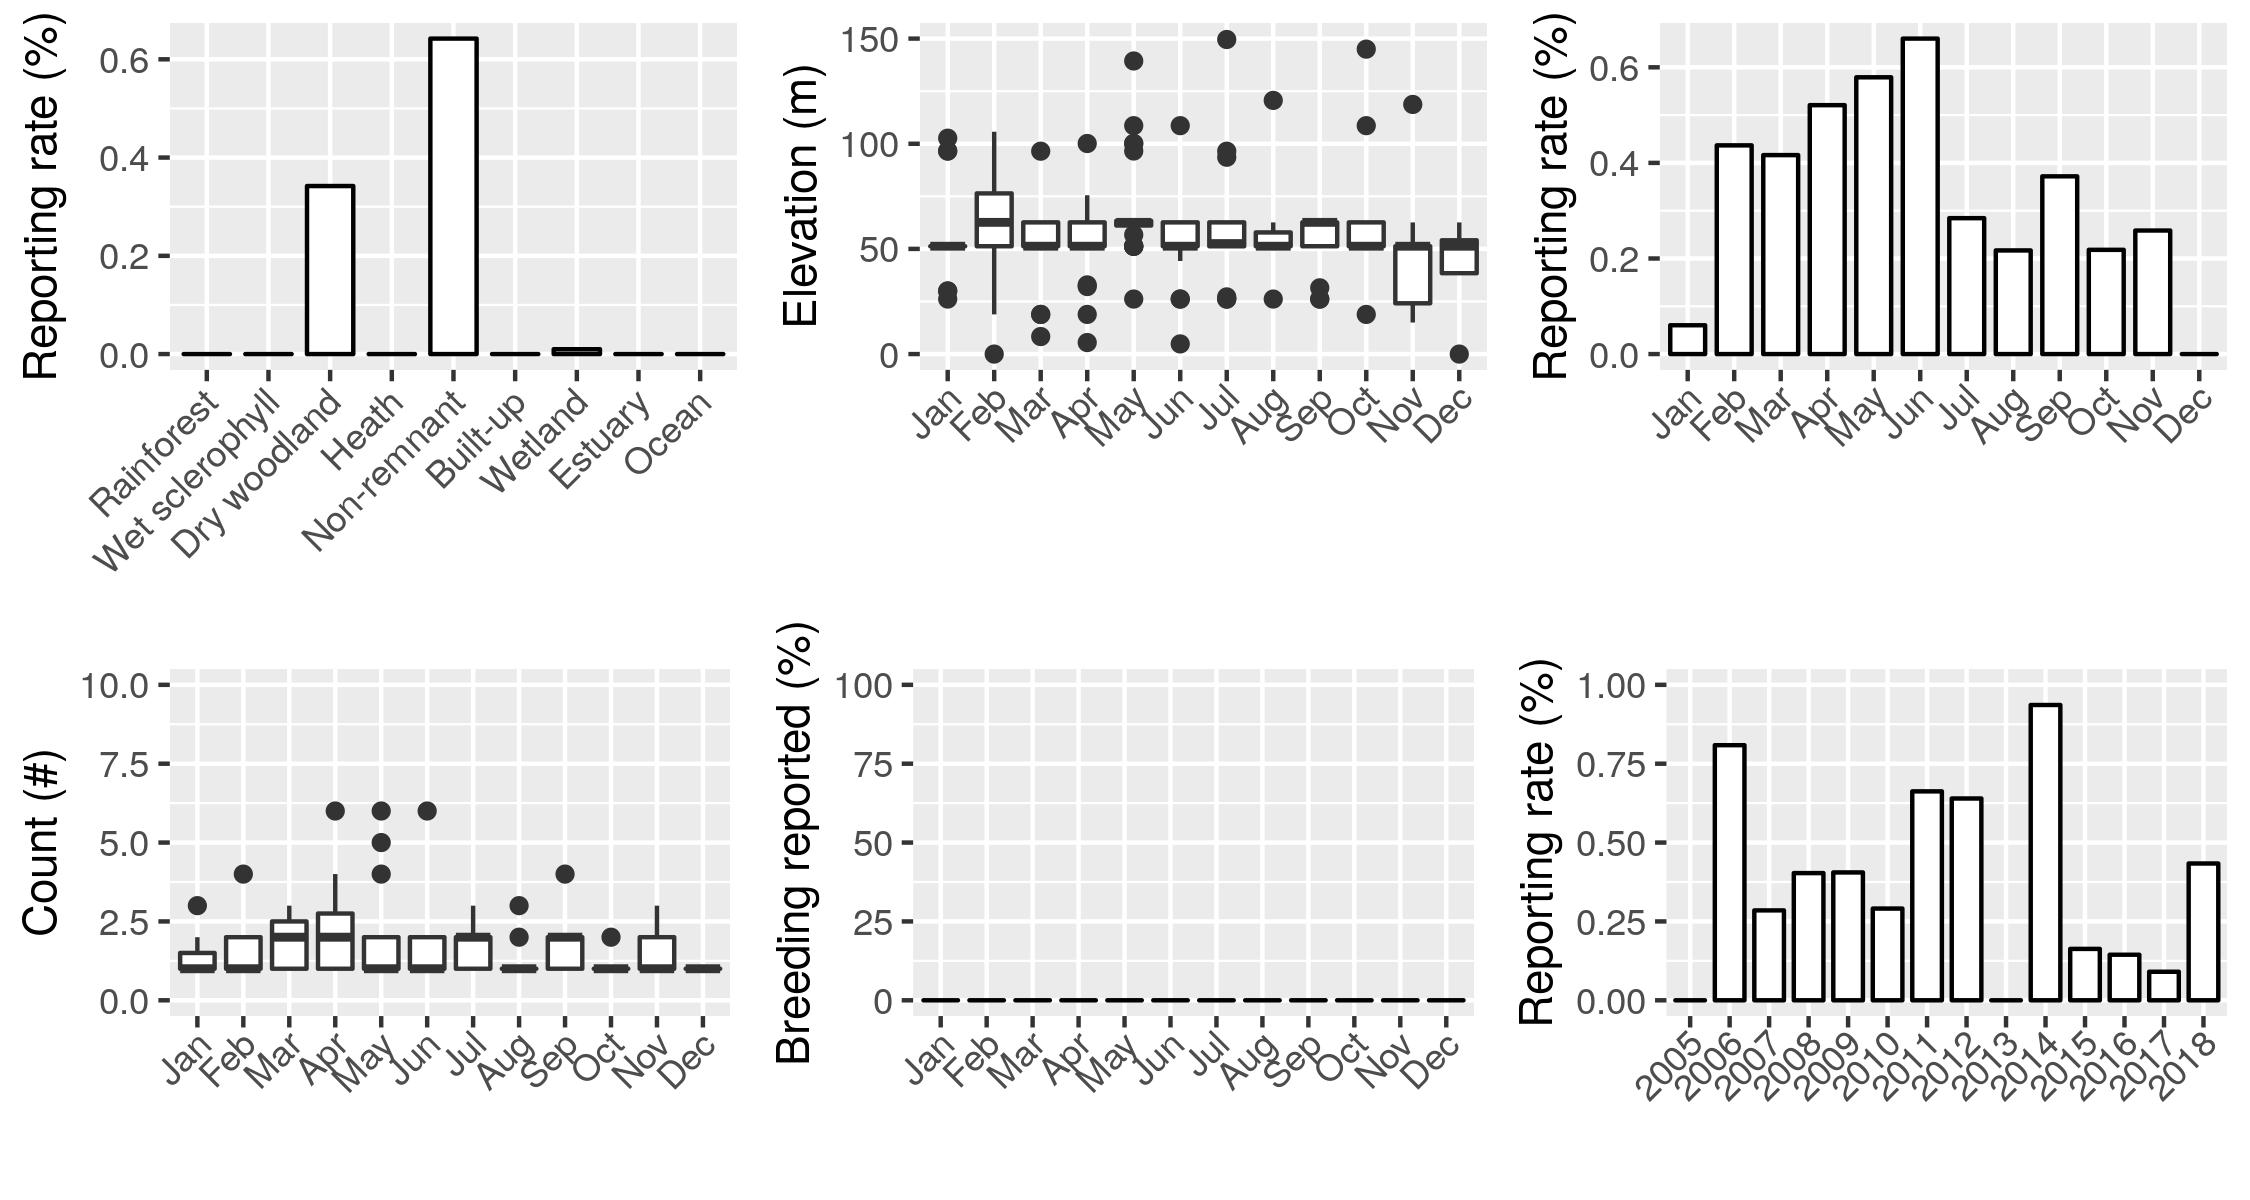 Reporting rate (%)
0.6
0.4
0.2
0.0
Rainforest
Wet sclerophyll
Dry woodland
Heath
Non-remnant
Built-up
Wetland
Estuary
Ocean
Elevation (m)
150
100
50
0
Jan
Feb
Mar
Apr
May
Jun
Jul
Aug
Sep
Oct
Nov
Dec
Reporting rate (%)
0.6
0.4
0.2
0.0
Jan
Feb
Mar
Apr
May
Jun
Jul
Aug
Sep
Oct
Nov
Dec
Count (#)
10.0
7.5
5.0
2.5
0.0
Jan
Feb
Mar
Apr
May
Jun
Jul
Aug
Sep
Oct
Nov
Dec
Breeding reported (%)
100
75
50
25
0
Jan
Feb
Mar
Apr
May
Jun
Jul
Aug
Sep
Oct
Nov
Dec
Reporting rate (%)
1.00
0.75
0.50
0.25
0.00
2005
2006
2007
2008
2009
2010
2011
2012
2013
2014
2015
2016
2017
2018